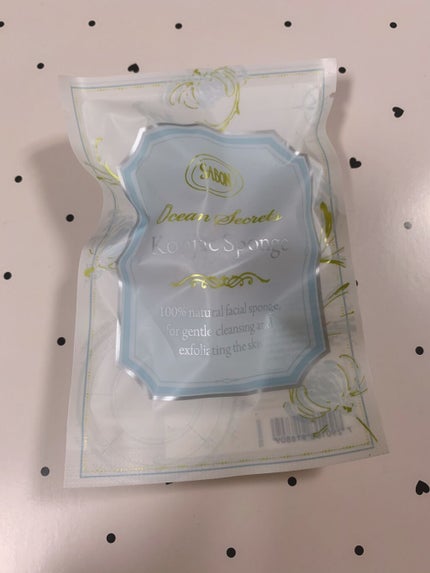 SABON
Ocean Secrets
Konjac Sponge
100% natural facial sponge,
for gentle cleansing and
exfoliating the skin